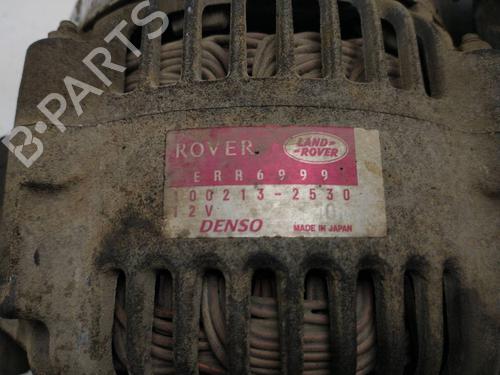 B-PARTS
ROVER
LAND-
-ROVER
ERR6999
100213-2530
12V
DENSO
MADE IN JAPAN